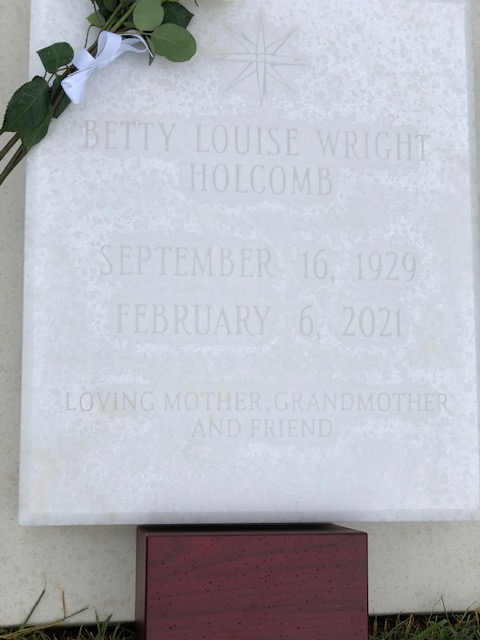 BETTY LOUISE WRIGHT
HOLCOMB
SEPTEMBER 16, 1929
FEBRUARY 6, 2021
LOVING MOTHER, GRANDMOTHER
AND FRIEND